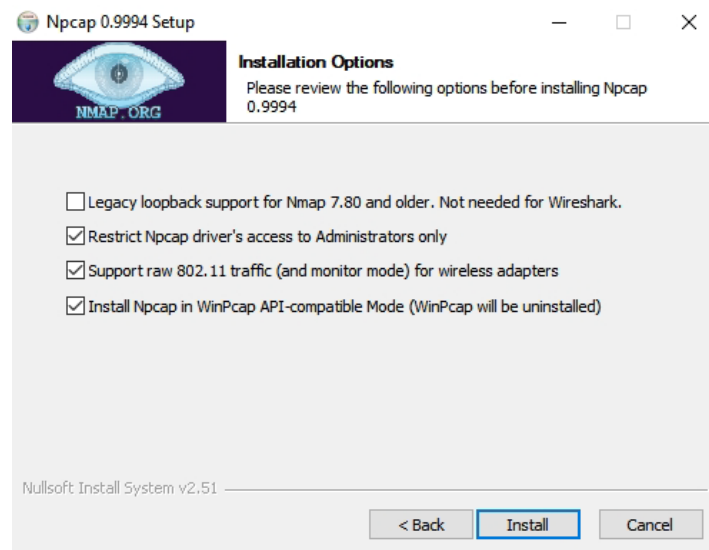 Npcap 0.9994 Setup
NMAP.ORG
Installation Options
Please review the following options before installing Npcap
0.9994
Legacy loopback support for Nmap 7.80 and older. Not needed for Wireshark.
Restrict Npcap driver's access to Administrators only
Support raw 802.11 traffic (and monitor mode) for wireless adapters
Install Npcap in WinPcap API-compatible Mode (WinPcap will be uninstalled)
Nullsoft Install System v2.51
< Back Install Cancel